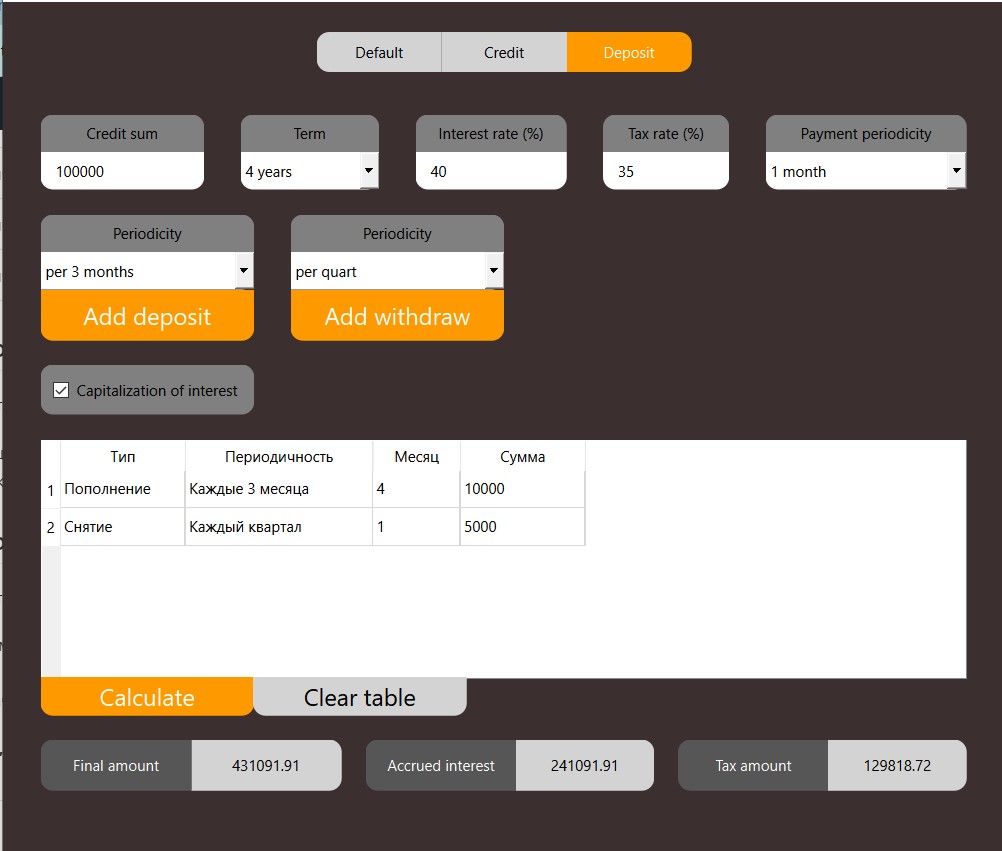 Default Credit Deposit
Credit sum Term Interest rate (%) Tax rate (%) Payment periodicity
100000 4 years 40 35 1 month
Periodicity Periodicity
per 3 months per quart
Add deposit Add withdraw
Capitalization of interest
Тип Периодичность Месяц Сумма
1 Пополнение Каждые 3 месяца 4 10000
2 Снятие Каждый квартал 1 5000
Calculate Clear table
Final amount 431091.91 Accrued interest 241091.91 Tax amount 129818.72